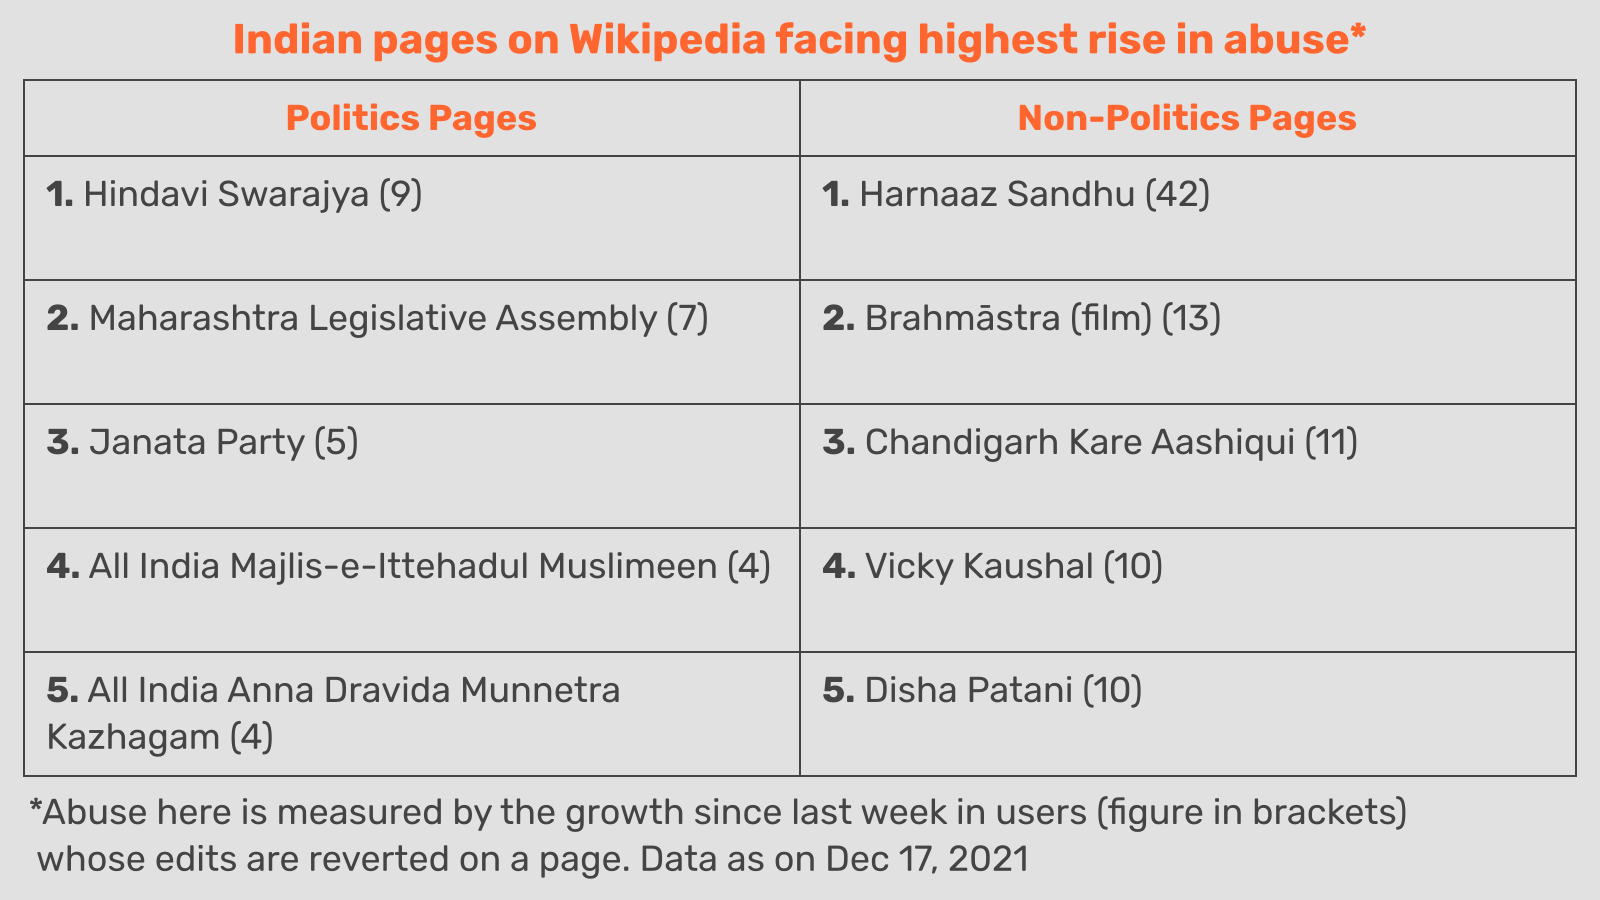 Indian pages on Wikipedia facing highest rise in abuse*
Politics Pages
Non-Politics Pages
1. Hindavi Swarajya (9)
1. Harnaaz Sandhu (42)
2. Maharashtra Legislative Assembly (7)
2. Brahmāstra (film) (13)
3. Janata Party (5)
3. Chandigarh Kare Aashiqui (11)
4. All India Majlis-e-Ittehadul Muslimeen (4)
4. Vicky Kaushal (10)
5. All India Anna Dravida Munnetra
Kazhagam (4)
5. Disha Patani (10)
*Abuse here is measured by the growth since last week in users (figure in brackets)
whose edits are reverted on a page. Data as on Dec 17, 2021